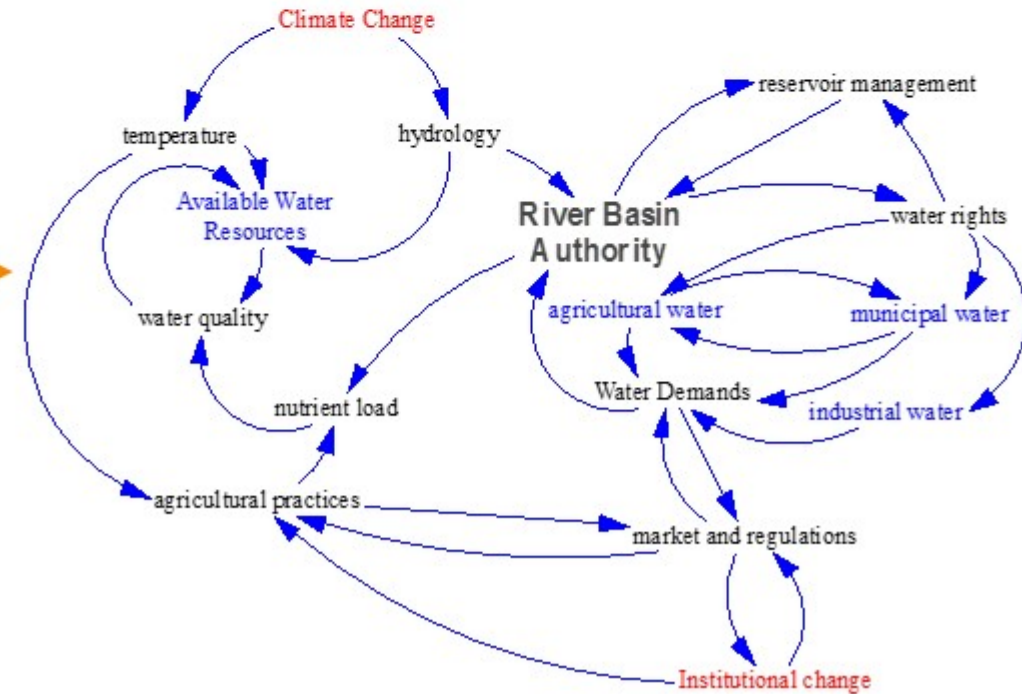 Climate Change
reservoir management
temperature
hydrology
Available Water
Resources
River Basin
Authority
water rights
agricultural water
municipal water
water quality
Water Demands
nutrient load
industrial water
agricultural practices
market and regulations
Institutional change